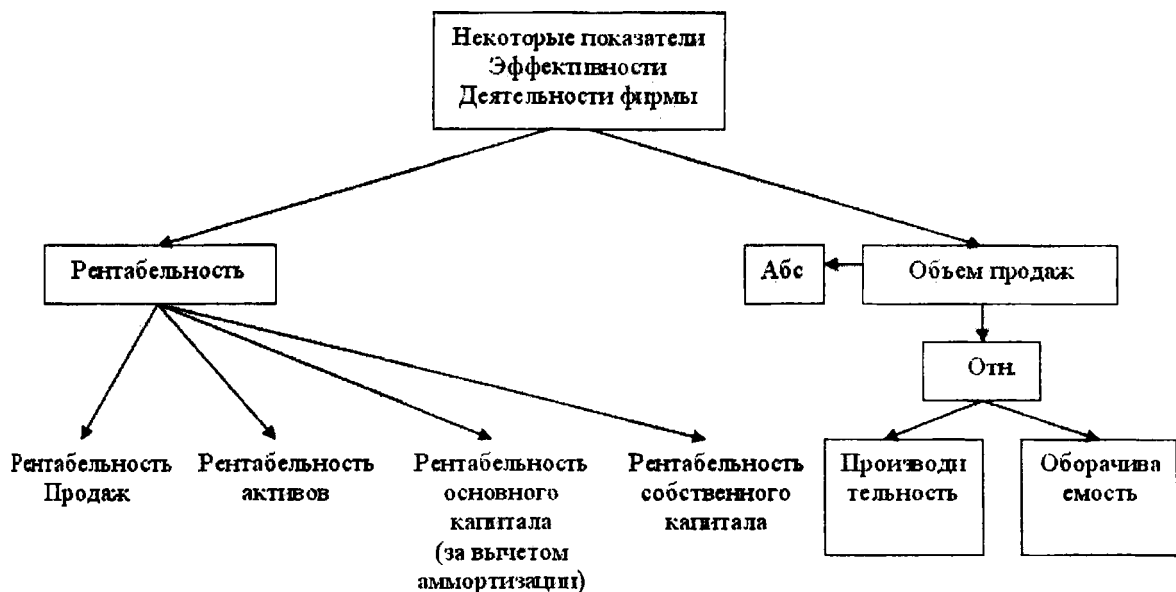 Некоторые показатели
Эффективности
Деятельности фирмы
Рентабельность
Абс
Объем продаж
Отн.
Рентабельность
Продаж
Рентабельность
активов
Рентабельность
основного
капитала
(за вычетом
аммортизации)
Рентабельность
собственного
капитала
Производи
тельность
Оборачива
емость